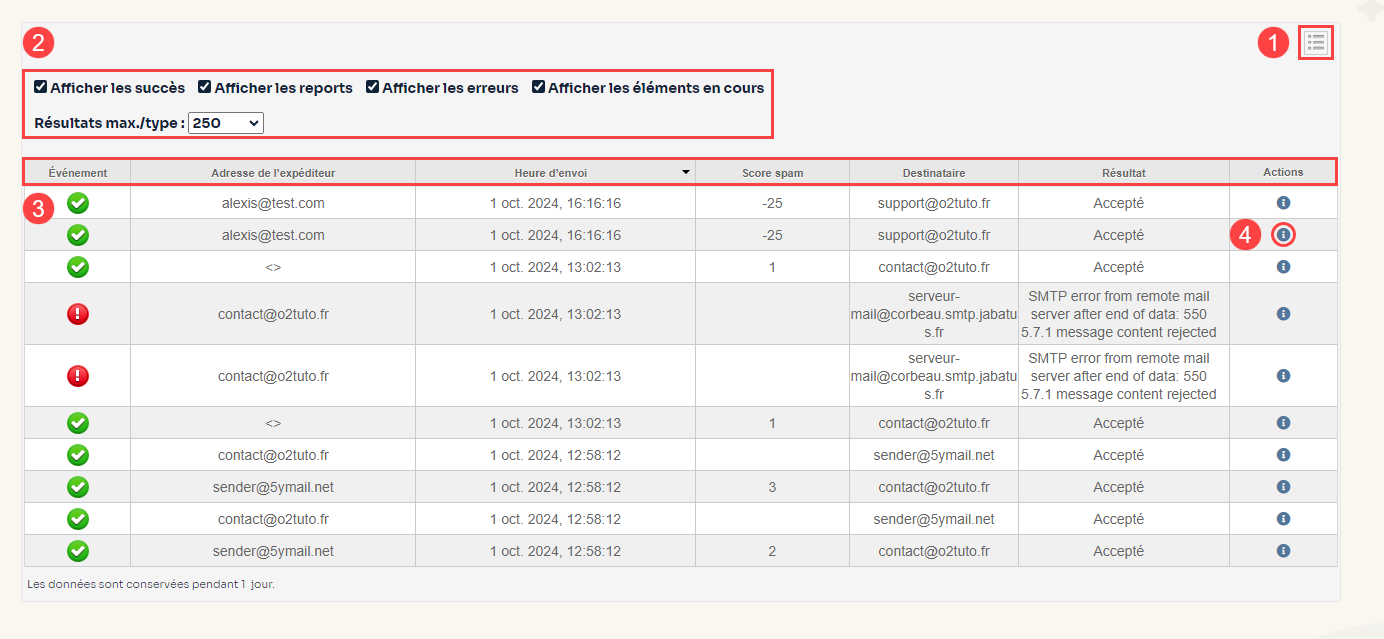 2
1
Afficher les succès Afficher les reports Afficher les erreurs Afficher les éléments en cours
Résultats max./type : 250
Événement Adresse de l'expéditeur Heure d'envoi Score spam Destinataire Résultat Actions
3
alexis@test.com 1 oct. 2024, 16:16:16 -25 support@o2tuto.fr Accepté
alexis@test.com 1 oct. 2024, 16:16:16 -25 support@o2tuto.fr Accepté
4
<> 1 oct. 2024, 13:02:13 1 contact@o2tuto.fr Accepté
contact@o2tuto.fr 1 oct. 2024, 13:02:13
serveur-
mail@corbeau.smtp.jabatu
s.fr
SMTP error from remote mail
server after end of data: 550
5.7.1 message content rejected
contact@o2tuto.fr 1 oct. 2024, 13:02:13
serveur-
mail@corbeau.smtp.jabatu
s.fr
SMTP error from remote mail
server after end of data: 550
5.7.1 message content rejected
<> 1 oct. 2024, 13:02:13 1 contact@o2tuto.fr Accepté
contact@o2tuto.fr 1 oct. 2024, 12:58:12 sender@5ymail.net Accepté
sender@5ymail.net 1 oct. 2024, 12:58:12 3 contact@o2tuto.fr Accepté
contact@o2tuto.fr 1 oct. 2024, 12:58:12 sender@5ymail.net Accepté
sender@5ymail.net 1 oct. 2024, 12:58:12 2 contact@o2tuto.fr Accepté
Les données sont conservées pendant 1 jour.